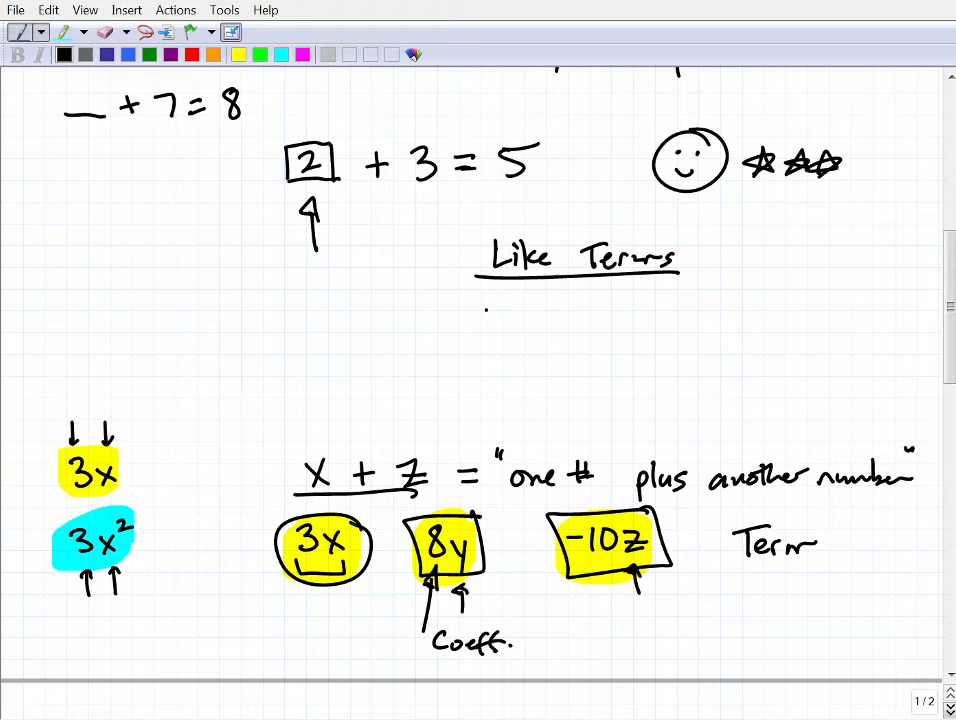 File Edit View Insert Actions Tools Help
B I
__ + 7 = 8
2 + 3 = 5
Like Terms
3x
x + z = "one # plus another number"
3x² 3x 8y -10z Term
Coeff.
1 / 2